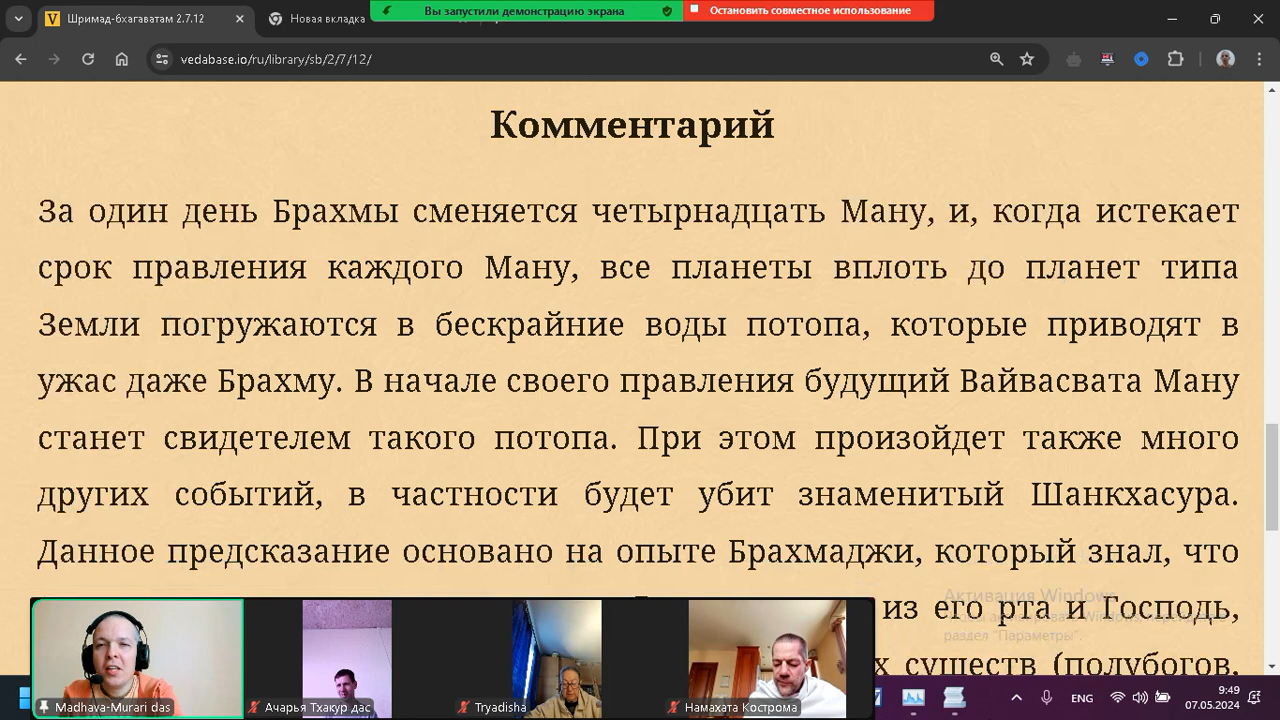 Шримад-бхагаватам 2.7.12
Новая вкладка
Вы запустили демонстрацию экрана
Остановить совместное использование
vedabase.io/ru/library/sb/2/7/12/
Комментарий
За один день Брахмы сменяется четырнадцать Ману, и, когда истекает
срок правления каждого Ману, все планеты вплоть до планет типа
Земли погружаются в бескрайние воды потопа, которые приводят в
ужас даже Брахму. В начале своего правления будущий Вайвасвата Ману
станет свидетелем такого потопа. При этом произойдет также много
других событий, в частности будет убит знаменитый Шанкхасура.
Данное предсказание основано на опыте Брахмаджи, который знал, что
из его рта и Господь,
существ (полубогов,
Активация Windows
раздел "Параметры".
Madhava-Murari das
Ачарья Тхакур дас
Tryadisha
Намахата Кострома
ENG
9:49
07.05.2024